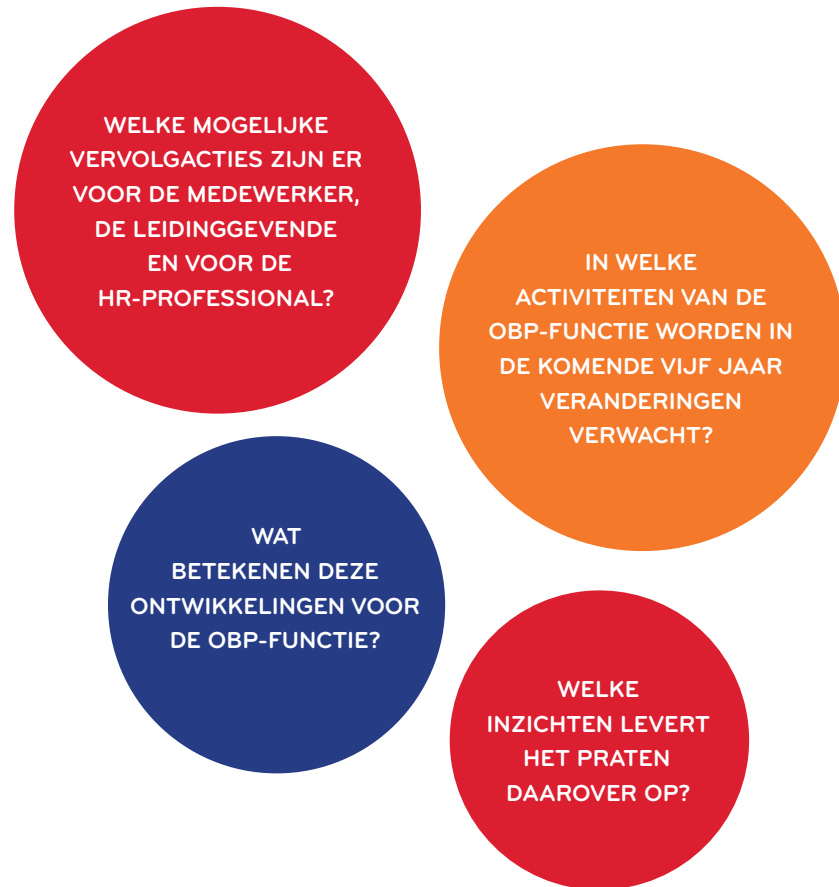 WELKE MOGELIJKE
VERVOLGACTIES ZIJN ER
VOOR DE MEDEWERKER,
DE LEIDINGGEVENDE
EN VOOR DE
HR-PROFESSIONAL?
IN WELKE
ACTIVITEITEN VAN DE
OBP-FUNCTIE WORDEN IN
DE KOMENDE VIJF JAAR
VERANDERINGEN
VERWACHT?
WAT
BETEKENEN DEZE
ONTWIKKELINGEN VOOR
DE OBP-FUNCTIE?
WELKE
INZICHTEN LEVERT
HET PRATEN
DAAROVER OP?